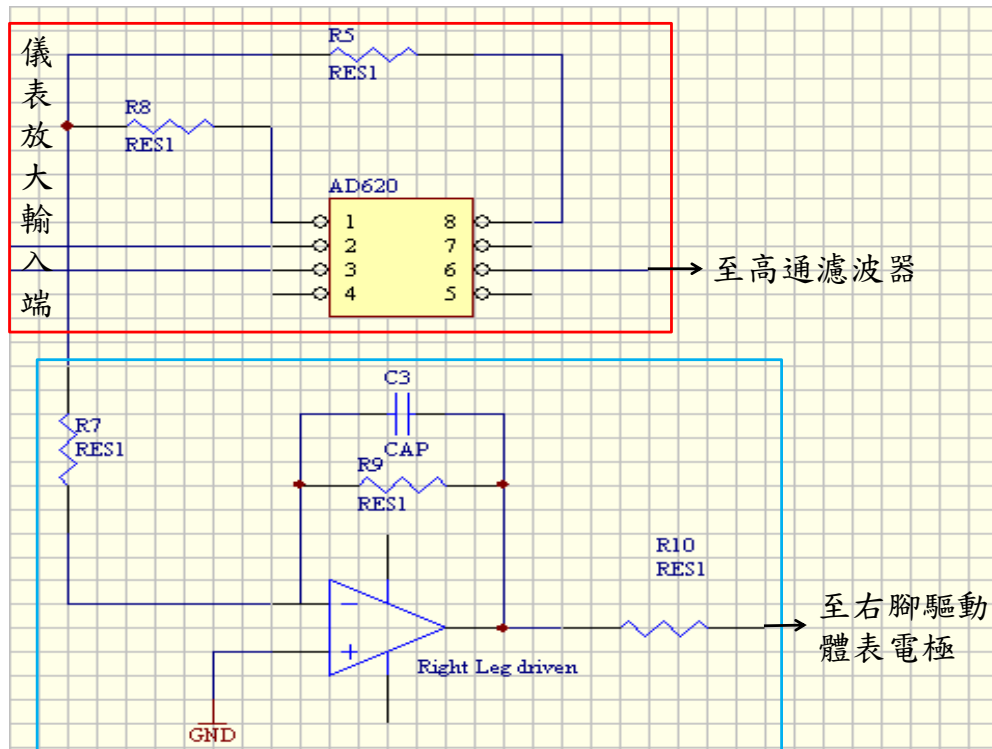 儀表放大輸入端
R5
RES1
R8
RES1
AD620
1 8
2 7
3 6
4 5
至高通濾波器
C3
CAP
R7
RES1
R9
RES1
R10
RES1
至右腳驅動
體表電極
Right Leg driven
GND